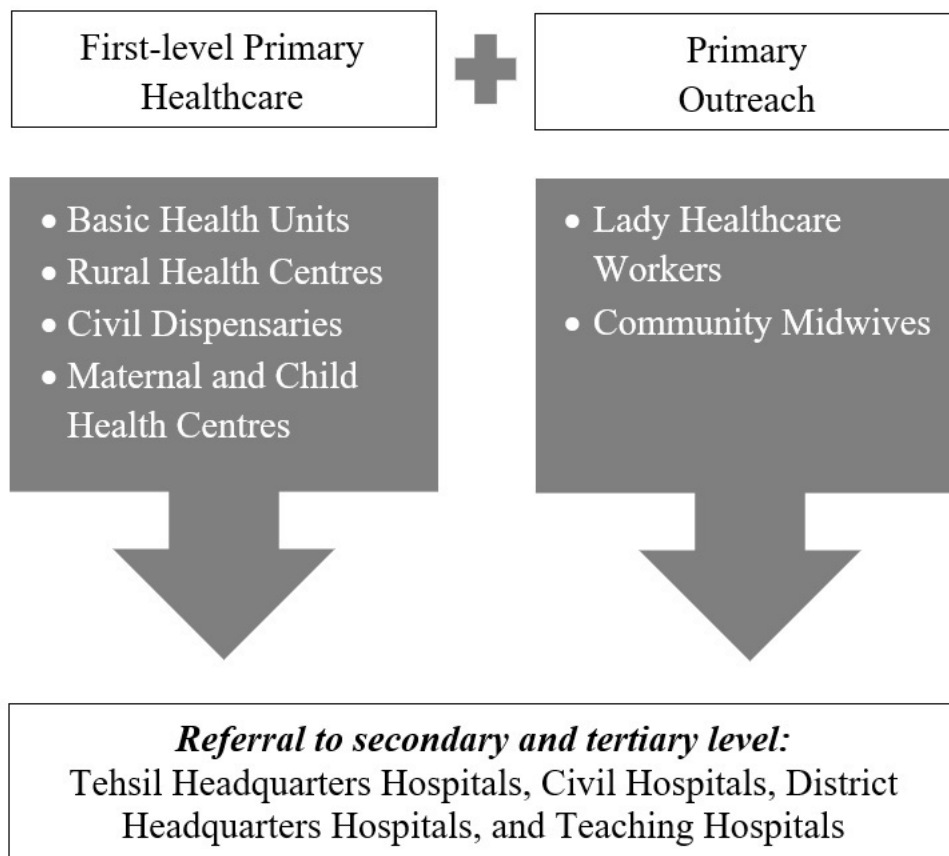 First-level Primary
Healthcare
Primary
Outreach
• Basic Health Units
• Rural Health Centres
• Civil Dispensaries
• Maternal and Child
Health Centres
• Lady Healthcare
Workers
• Community Midwives
Referral to secondary and tertiary level:
Tehsil Headquarters Hospitals, Civil Hospitals, District
Headquarters Hospitals, and Teaching Hospitals